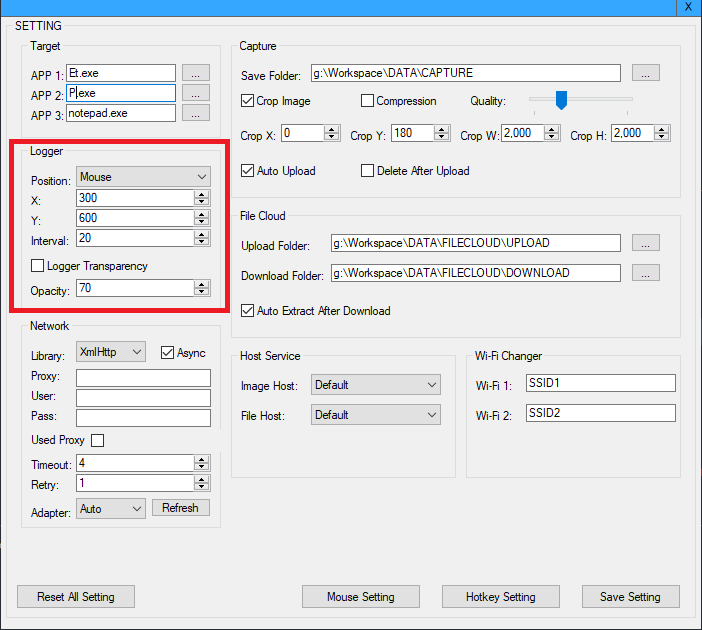 X
SETTING
Target
APP 1: Et.exe ...
APP 2: P.exe ...
APP 3: notepad.exe ...
Logger
Position: Mouse
X: 300
Y: 600
Interval: 20
Logger Transparency
Opacity: 70
Network
Library: XmlHttp Async
Proxy:
User:
Pass:
Used Proxy
Timeout: 4
Retry: 1
Adapter: Auto Refresh
Capture
Save Folder: g:\Workspace\DATA\CAPTURE ...
Crop Image Compression Quality:
Crop X: 0 Crop Y: 180 Crop W: 2,000 Crop H: 2,000
Auto Upload Delete After Upload
File Cloud
Upload Folder: g:\Workspace\DATA\FILECLOUD\UPLOAD ...
Download Folder: g:\Workspace\DATA\FILECLOUD\DOWNLOAD ...
Auto Extract After Download
Host Service
Image Host: Default
File Host: Default
Wi-Fi Changer
Wi-Fi 1: SSID1
Wi-Fi 2: SSID2
Reset All Setting Mouse Setting Hotkey Setting Save Setting